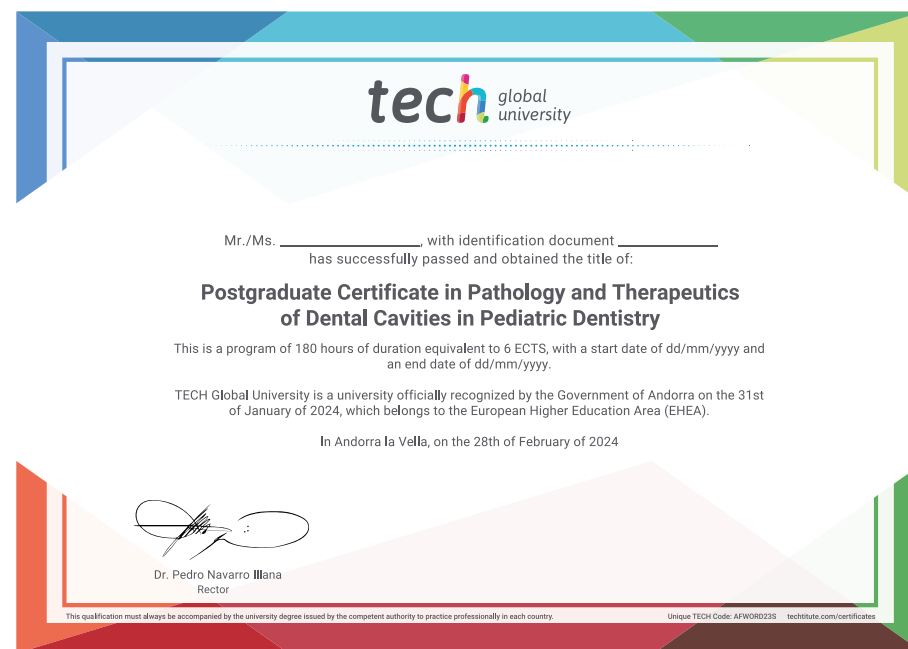 tech global university
Mr./Ms. ________________, with identification document ___________
has successfully passed and obtained the title of:
Postgraduate Certificate in Pathology and Therapeutics
of Dental Cavities in Pediatric Dentistry
This is a program of 180 hours of duration equivalent to 6 ECTS, with a start date of dd/mm/yyyy and
an end date of dd/mm/yyyy.
TECH Global University is a university officially recognized by the Government of Andorra on the 31st
of January of 2024, which belongs to the European Higher Education Area (EHEA).
In Andorra la Vella, on the 28th of February of 2024
Dr. Pedro Navarro Illana
Rector
This qualification must always be accompanied by the university degree issued by the competent authority to practice professionally in each country.
Unique TECH Code: AFWORD23S techtitute.com/certificates